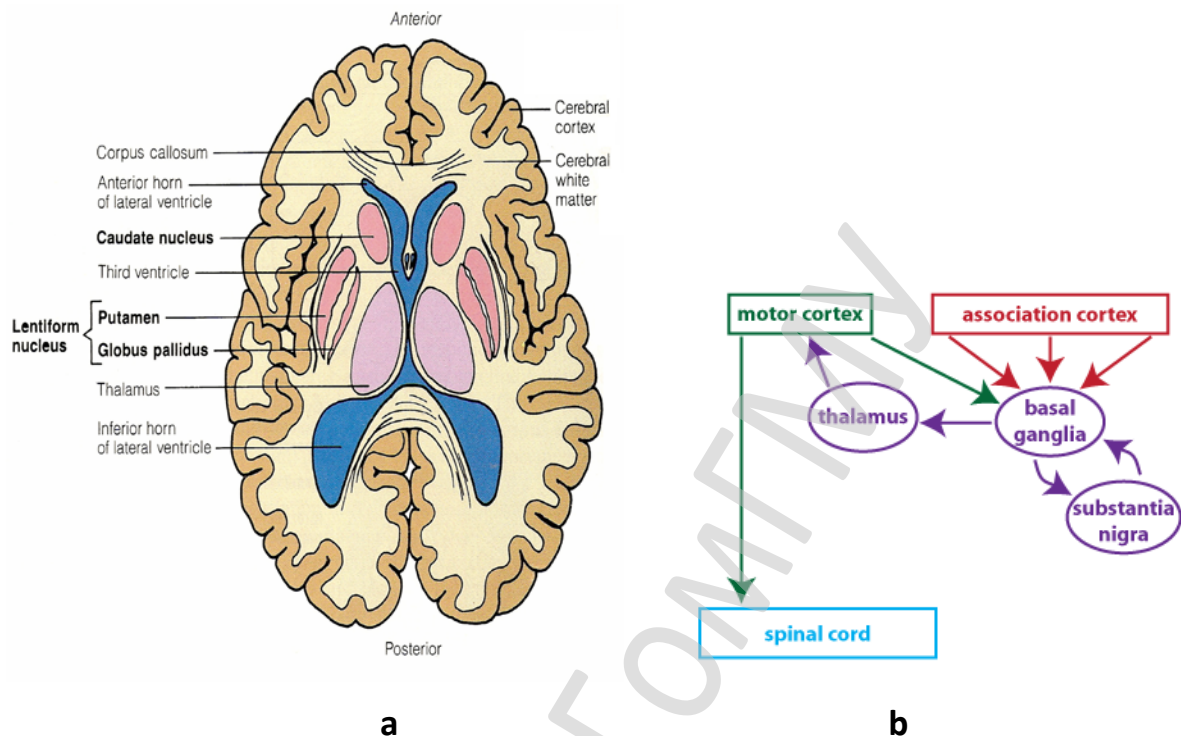 Anterior
Cerebral
cortex
Corpus callosum
Cerebral
white
matter
Anterior horn
of lateral ventricle
Caudate nucleus
Third ventricle
Lentiform
nucleus
Putamen
Globus pallidus
Thalamus
Inferior horn
of lateral ventricle
Posterior
a
motor cortex
association cortex
thalamus
basal
ganglia
substantia
nigra
spinal cord
b
ГомГМУ